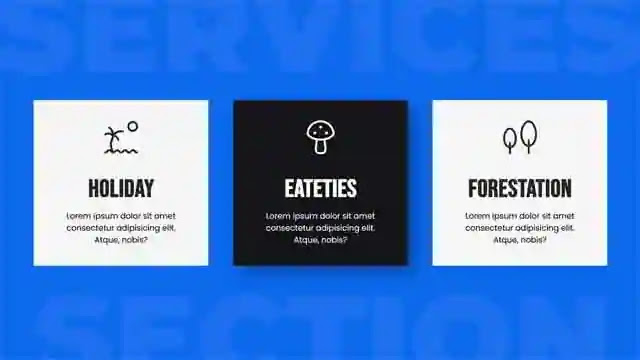 SERVICES
HOLIDAY
Lorem ipsum dolor sit amet
consectetur adipisicing elit.
Atque, nobis?
EATETIES
Lorem ipsum dolor sit amet
consectetur adipisicing elit.
Atque, nobis?
FORESTATION
Lorem ipsum dolor sit amet
consectetur adipisicing elit.
Atque, nobis?
SECTION